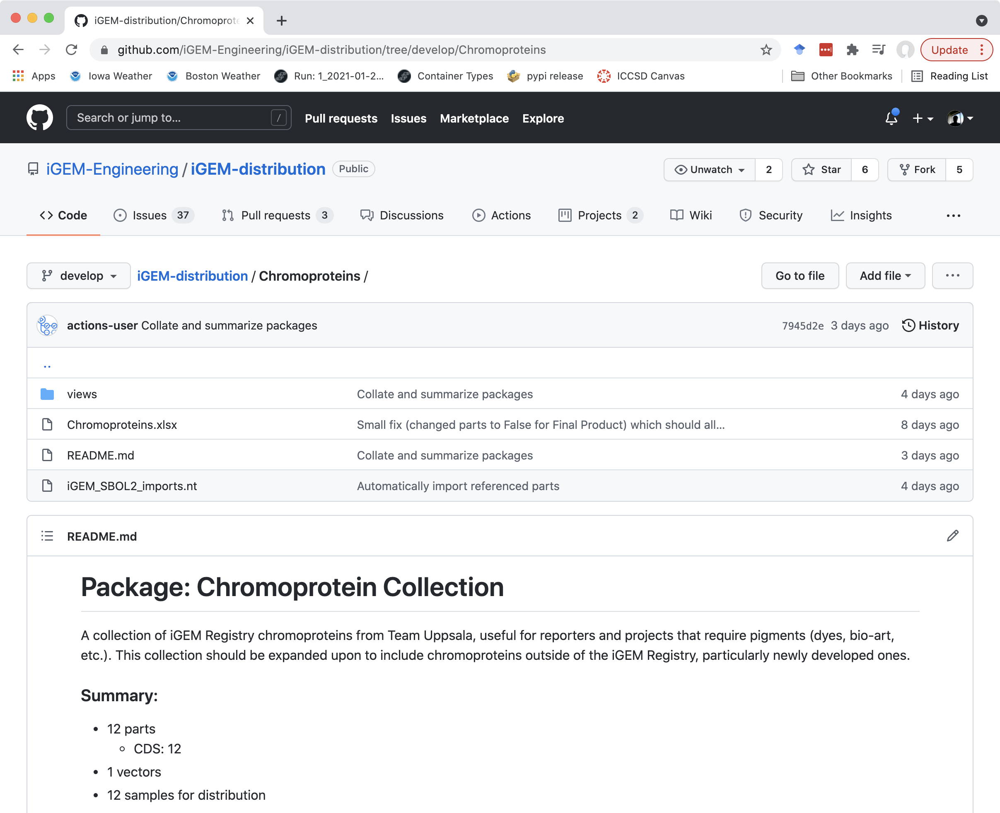 iGEM-distribution/Chromoprote
github.com/iGEM-Engineering/iGEM-distribution/tree/develop/Chromoproteins
Update
Apps Iowa Weather Boston Weather Run: 1_2021-01-2... Container Types pypi release ICCSD Canvas Other Bookmarks Reading List
Search or jump to... / Pull requests Issues Marketplace Explore
iGEM-Engineering / iGEM-distribution Public Unwatch 2 Star 6 Fork 5
Code Issues 37 Pull requests 3 Discussions Actions Projects 2 Wiki Security Insights ...
develop iGEM-distribution / Chromoproteins / Go to file Add file ...
actions-user Collate and summarize packages 7945d2e 3 days ago History
..
views Collate and summarize packages 4 days ago
Chromoproteins.xlsx Small fix (changed parts to False for Final Product) which should all... 8 days ago
README.md Collate and summarize packages 3 days ago
iGEM_SBOL2_imports.nt Automatically import referenced parts 4 days ago
README.md
Package: Chromoprotein Collection
A collection of iGEM Registry chromoproteins from Team Uppsala, useful for reporters and projects that require pigments (dyes, bio-art,
etc.). This collection should be expanded upon to include chromoproteins outside of the iGEM Registry, particularly newly developed ones.
Summary:
• 12 parts
◦ CDS: 12
• 1 vectors
• 12 samples for distribution